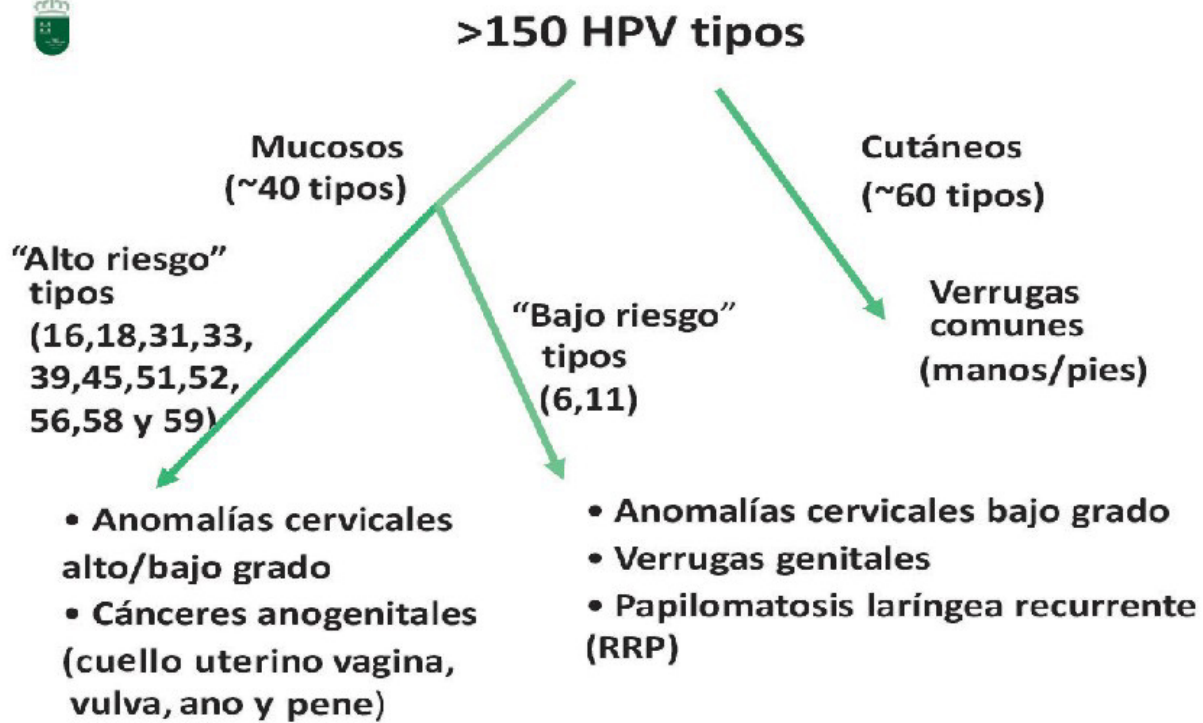 >150 HPV tipos
Mucosos
(~40 tipos)
Cutáneos
(~60 tipos)
“Alto riesgo”
tipos
(16,18,31,33,
39,45,51,52,
56,58 y 59)
“Bajo riesgo”
tipos
(6,11)
Verrugas
comunes
(manos/pies)
• Anomalías cervicales
alto/bajo grado
• Cánceres anogenitales
(cuello uterino vagina,
vulva, ano y pene)
• Anomalías cervicales bajo grado
• Verrugas genitales
• Papilomatosis laríngea recurrente
(RRP)